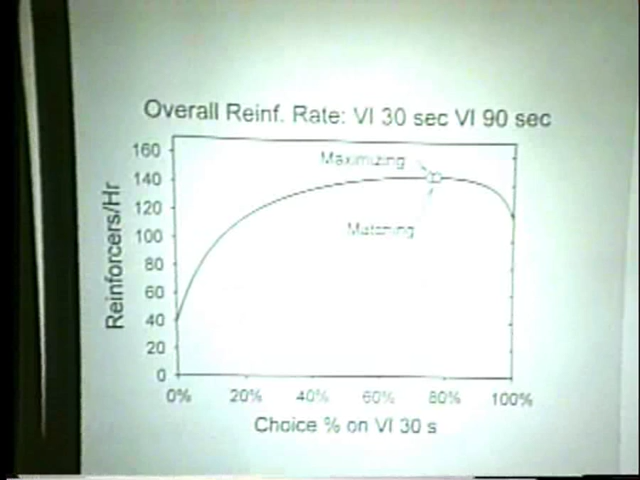 Overall Reinf. Rate: VI 30 sec VI 90 sec
160
140
120
100
80
60
40
20
0
Reinforcers/Hr
Maximizing
Matching
0% 20% 40% 60% 80% 100%
Choice % on VI 30 s